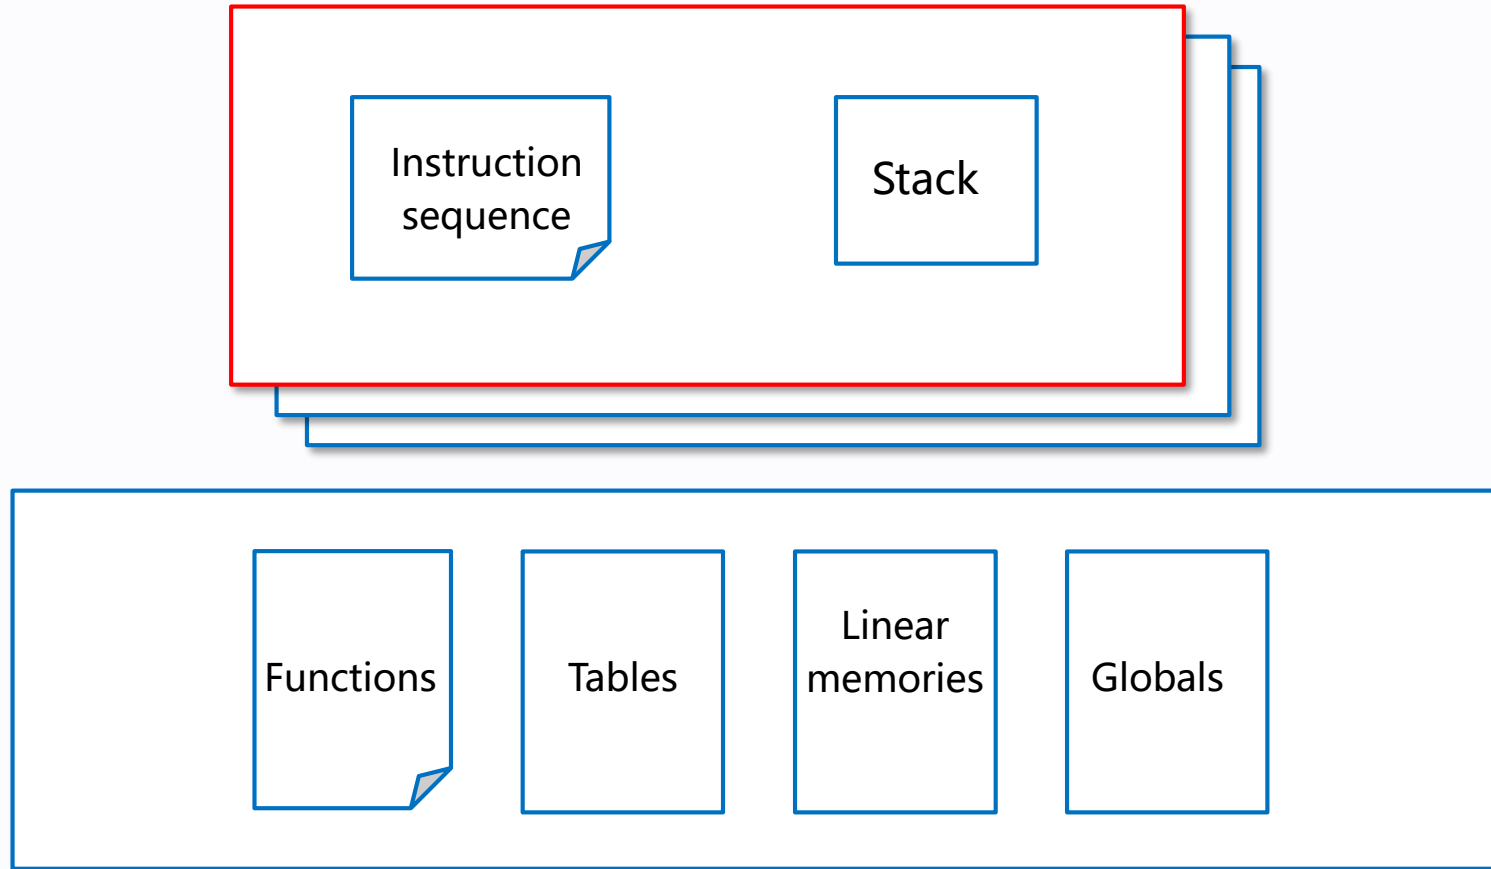 Instruction
sequence
Stack
Functions
Tables
Linear
memories
Globals